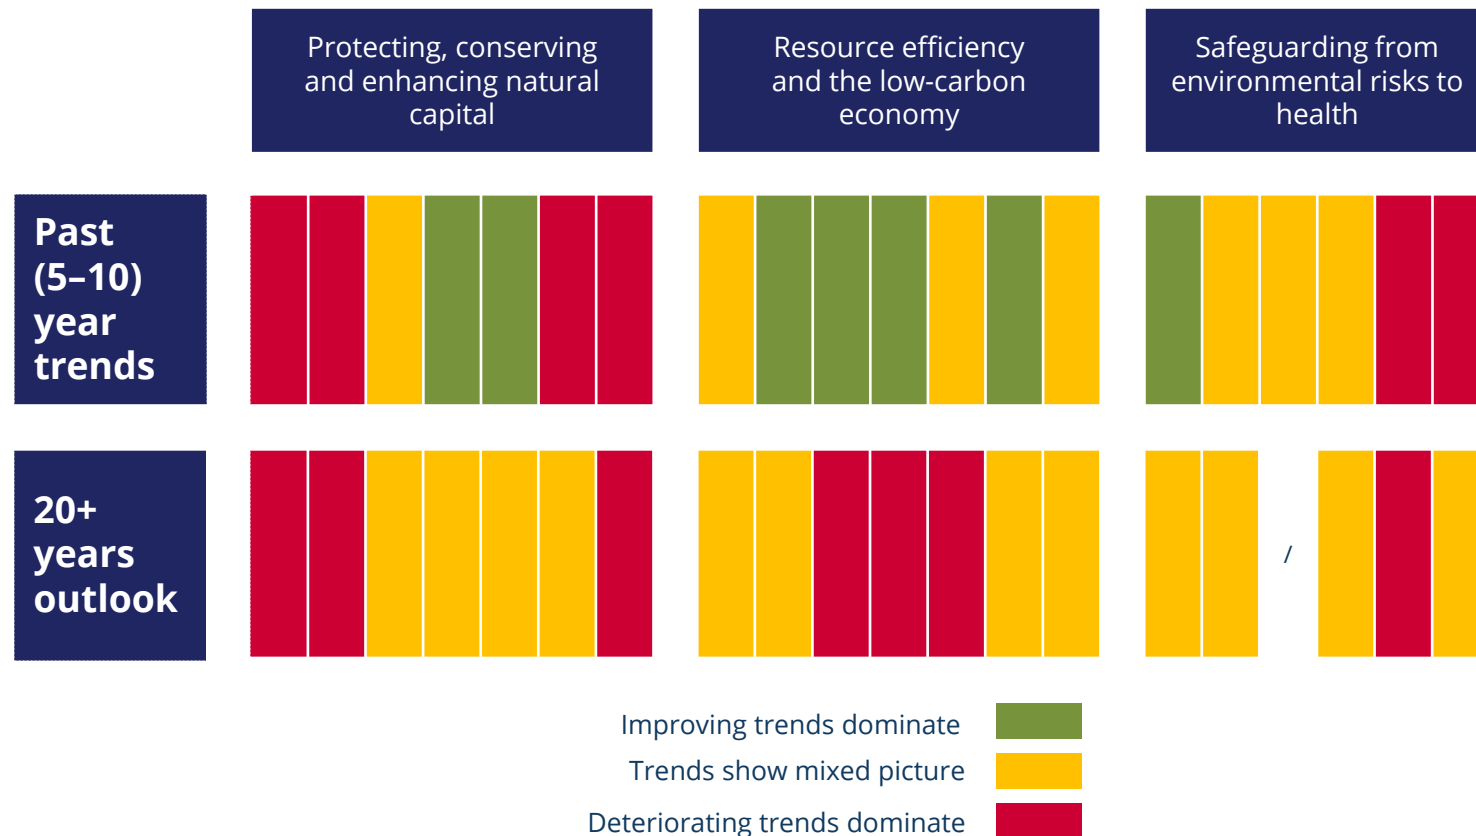 Protecting, conserving
and enhancing natural
capital
Resource efficiency
and the low-carbon
economy
Safeguarding from
environmental risks to
health
Past
(5–10)
year
trends
20+
years
outlook
/
Improving trends dominate
Trends show mixed picture
Deteriorating trends dominate